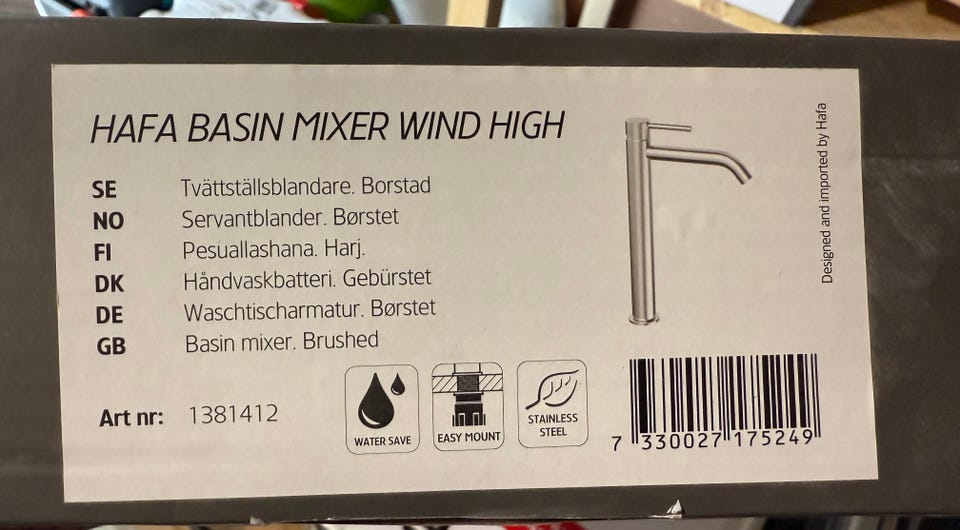 HAFA BASIN MIXER WIND HIGH
SE Tvättställsblandare. Borstad
NO Servantblander. Børstet
FI Pesuallashana. Harj.
DK Håndvaskbatteri. Gebürstet
DE Waschtischarmatur. Børstet
GB Basin mixer. Brushed
Art nr: 1381412
WATER SAVE
EASY MOUNT
STAINLESS
STEEL
7 330027 175249
Designed and imported by Hafa